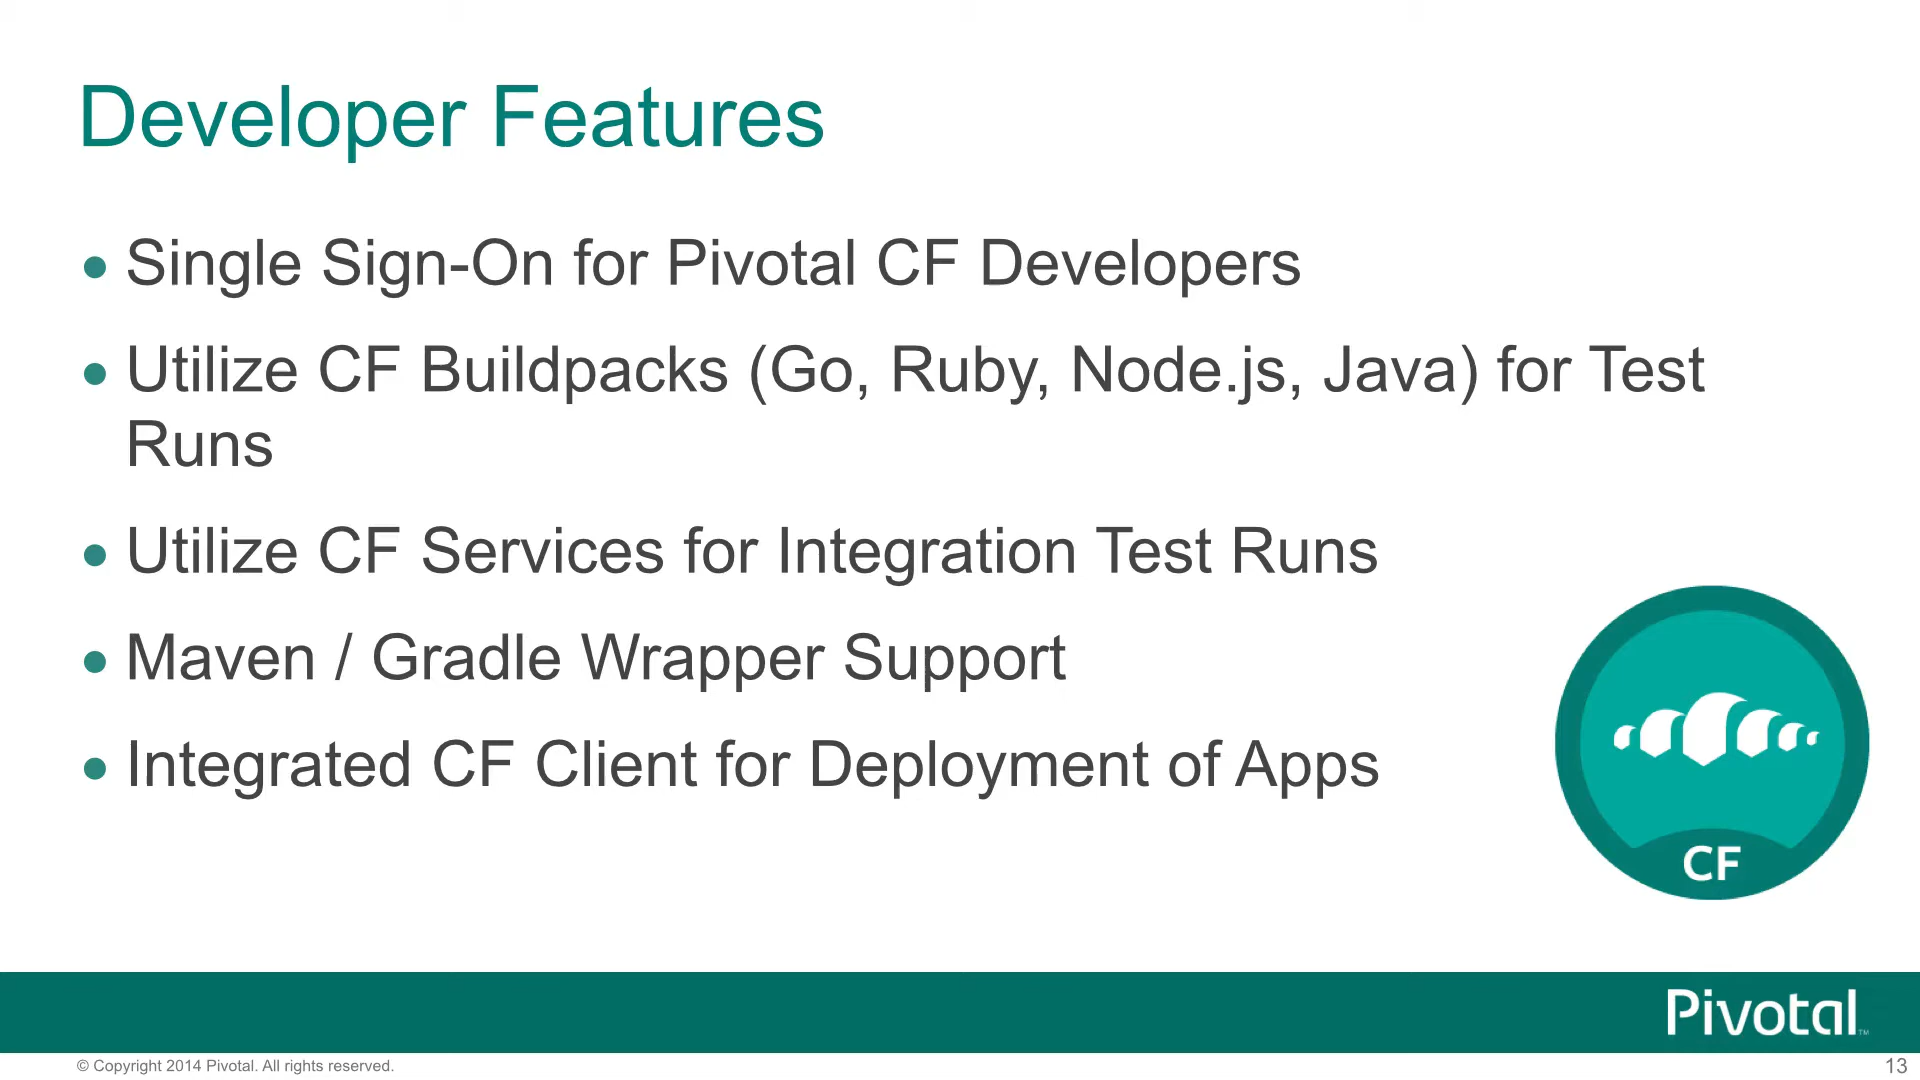 Developer Features
• Single Sign-On for Pivotal CF Developers
• Utilize CF Buildpacks (Go, Ruby, Node.js, Java) for Test
Runs
• Utilize CF Services for Integration Test Runs
• Maven / Gradle Wrapper Support
• Integrated CF Client for Deployment of Apps
CF
Pivotal™
© Copyright 2014 Pivotal. All rights reserved.
13